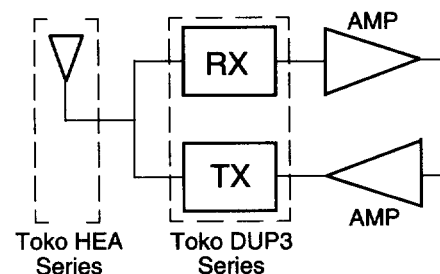 AMP
RX
TX
AMP
Toko HEA
Series
Toko DUP3
Series